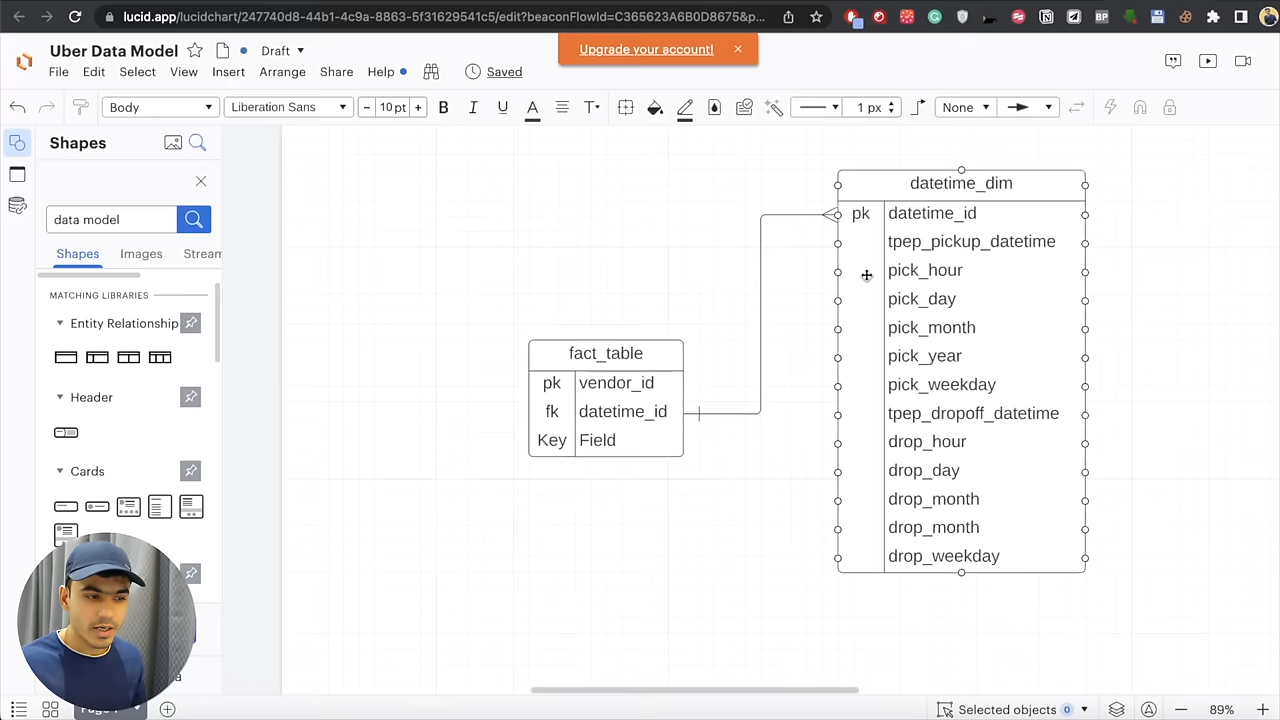 lucid.app/lucidchart/247740d8-44b1-4c9a-8863-5f31629541c5/edit?beaconFlowId=C365623A6B0D8675&p...
Uber Data Model
Draft
Upgrade your account!
File Edit Select View Insert Arrange Share Help
Saved
Body
Liberation Sans
10 pt
B I U A T
1 px
None
Shapes
data model
Shapes Images Stream
MATCHING LIBRARIES
Entity Relationship
Header
Cards
fact_table
pk vendor_id
fk datetime_id
Key Field
datetime_dim
pk datetime_id
tpep_pickup_datetime
pick_hour
pick_day
pick_month
pick_year
pick_weekday
tpep_dropoff_datetime
drop_hour
drop_day
drop_month
drop_month
drop_weekday
Selected objects 0
89%